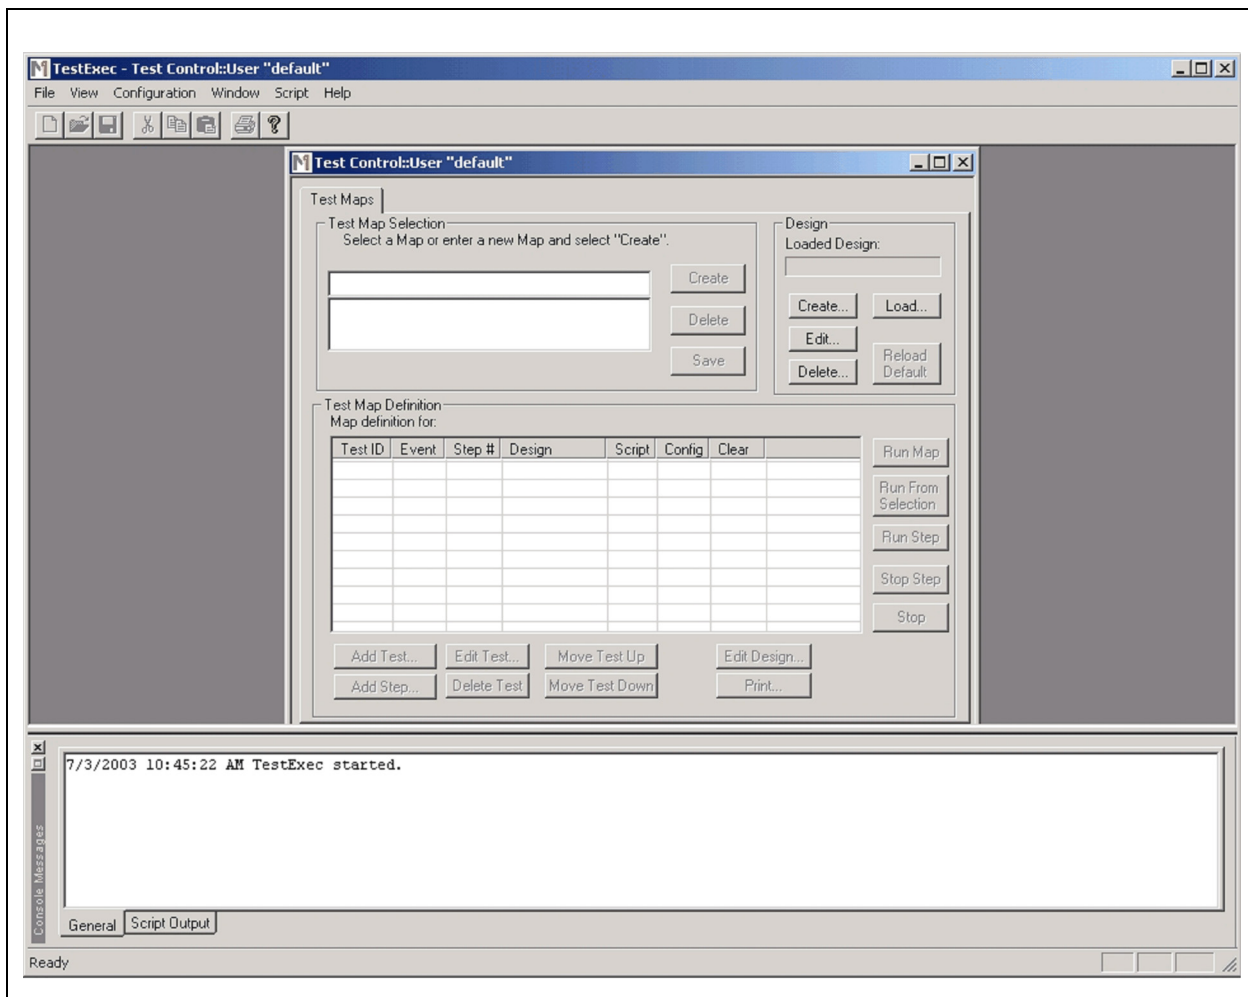 TestExec - Test Control::User "default"
File View Configuration Window Script Help
Test Control::User "default"
Test Maps
Test Map Selection
Select a Map or enter a new Map and select "Create".
Create
Delete
Save
Design
Loaded Design:
Create... Load...
Edit...
Delete...
Reload
Default
Test Map Definition
Map definition for:
Test ID Event Step # Design Script Config Clear
Run Map
Run From
Selection
Run Step
Stop Step
Stop
Add Test... Edit Test... Move Test Up Edit Design...
Add Step... Delete Test Move Test Down Print...
Console Messages
7/3/2003 10:45:22 AM TestExec started.
General Script Output
Ready